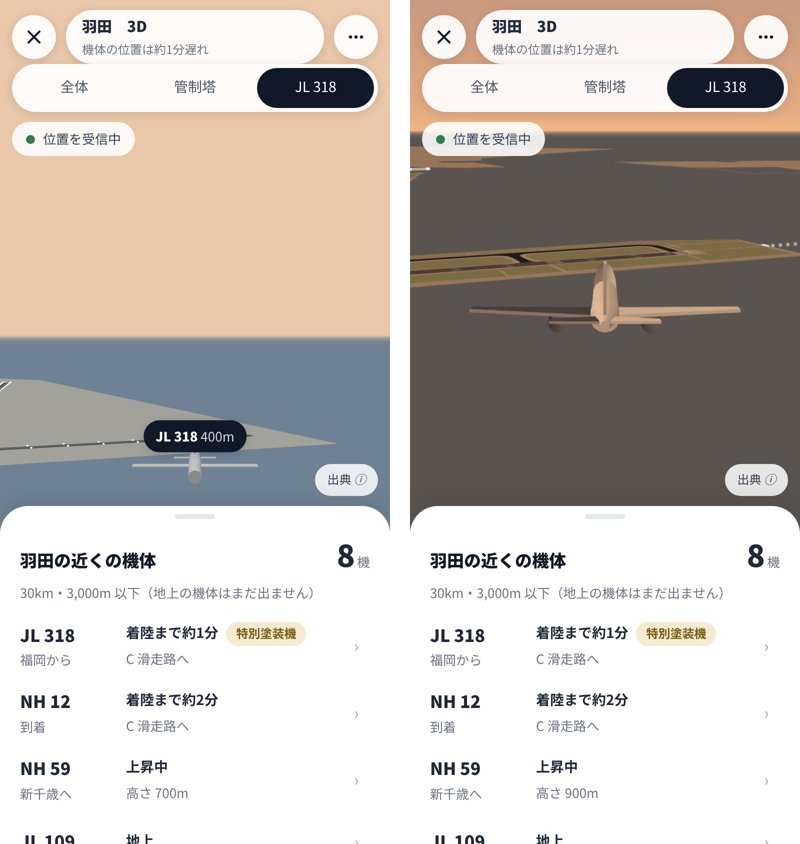 羽田 3D
機体の位置は約1分遅れ
全体
管制塔
JL 318
位置を受信中
JL 318 400m
出典 ⓘ
羽田の近くの機体
8機
30km・3,000m 以下（地上の機体はまだ出ません）
JL 318
着陸まで約1分
特別塗装機
福岡から
C 滑走路へ
NH 12
着陸まで約2分
到着
C 滑走路へ
NH 59
上昇中
新千歳へ
高さ 700m
JL 109
地上
羽田 3D
機体の位置は約1分遅れ
全体
管制塔
JL 318
位置を受信中
出典 ⓘ
羽田の近くの機体
8機
30km・3,000m 以下（地上の機体はまだ出ません）
JL 318
着陸まで約1分
特別塗装機
福岡から
C 滑走路へ
NH 12
着陸まで約2分
到着
C 滑走路へ
NH 59
上昇中
新千歳へ
高さ 900m
JL 109
地上